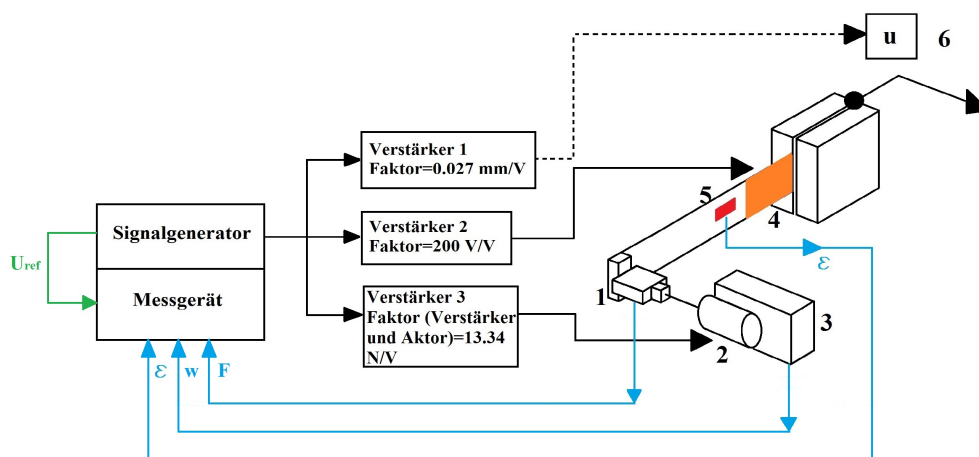 u
6
Verstärker 1
Faktor=0.027 mm/V
5
Verstärker 2
Faktor=200 V/V
4
Signalgenerator
Uref
ε
Messgerät
1
Verstärker 3
Faktor (Verstärker
und Aktor)=13.34
N/V
3
2
ε
w
F